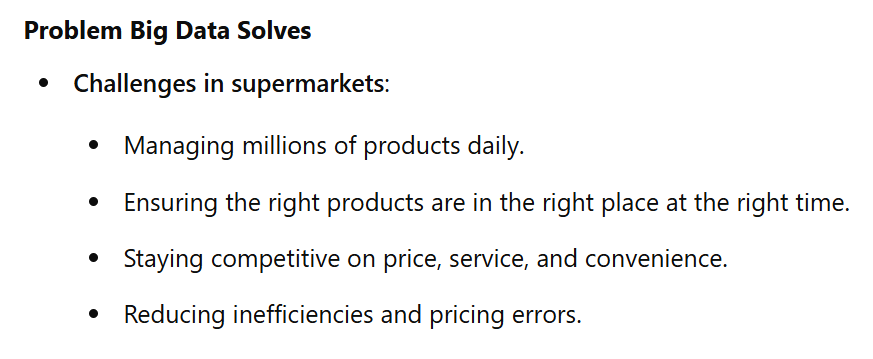 Problem Big Data Solves
• Challenges in supermarkets:
• Managing millions of products daily.
• Ensuring the right products are in the right place at the right time.
• Staying competitive on price, service, and convenience.
• Reducing inefficiencies and pricing errors.